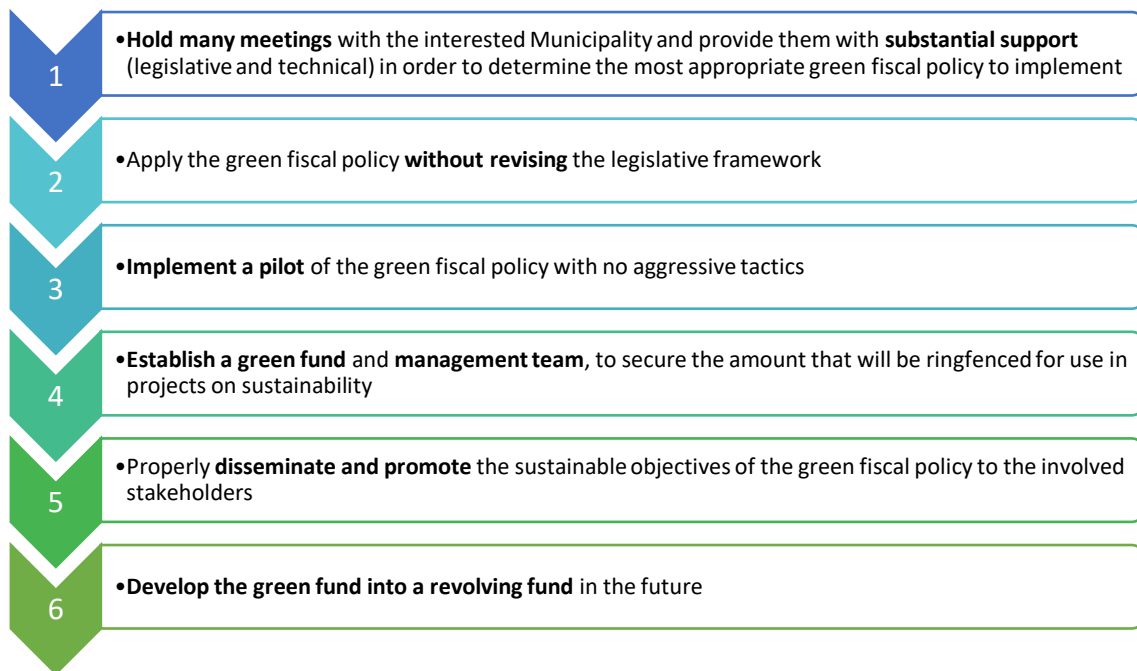 1
•Hold many meetings with the interested Municipality and provide them with substantial support
(legislative and technical) in order to determine the most appropriate green fiscal policy to implement
2
•Apply the green fiscal policy without revising the legislative framework
3
•Implement a pilot of the green fiscal policy with no aggressive tactics
4
•Establish a green fund and management team, to secure the amount that will be ringfenced for use in
projects on sustainability
5
•Properly disseminate and promote the sustainable objectives of the green fiscal policy to the involved
stakeholders
6
•Develop the green fund into a revolving fund in the future